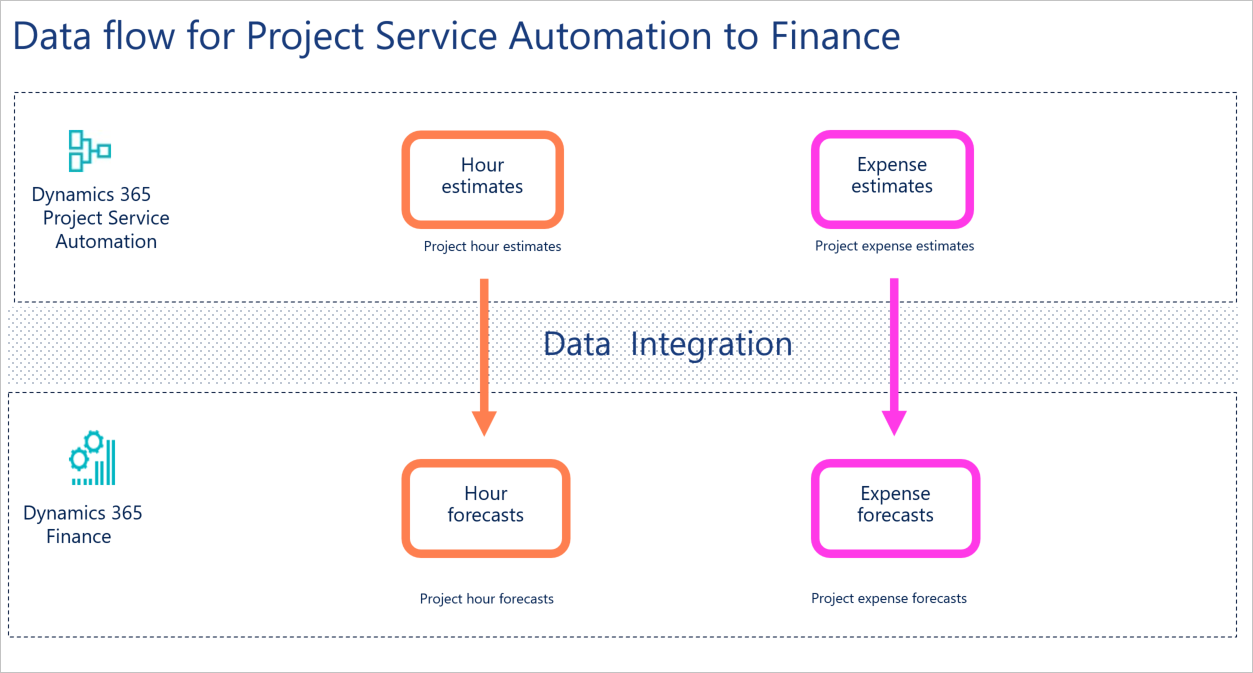 Data flow for Project Service Automation to Finance
Dynamics 365
Project Service
Automation
Hour
estimates
Project hour estimates
Expense
estimates
Project expense estimates
Data Integration
Dynamics 365
Finance
Hour
forecasts
Project hour forecasts
Expense
forecasts
Project expense forecasts